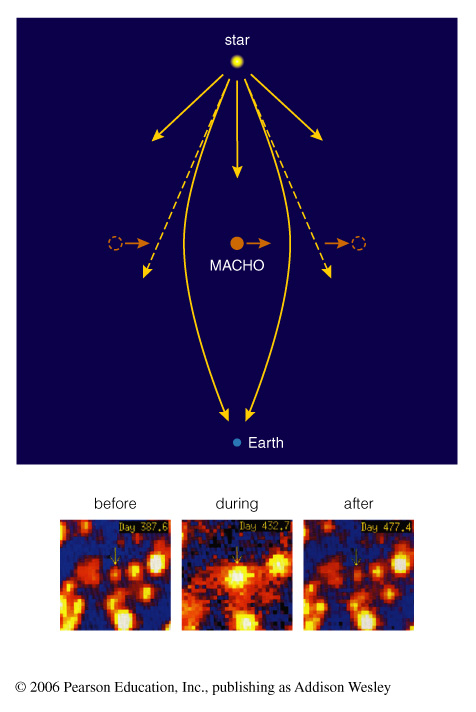 star
MACHO
Earth
before during after
Day 387.6 Day 432.7 Day 477.4
© 2006 Pearson Education, Inc., publishing as Addison Wesley